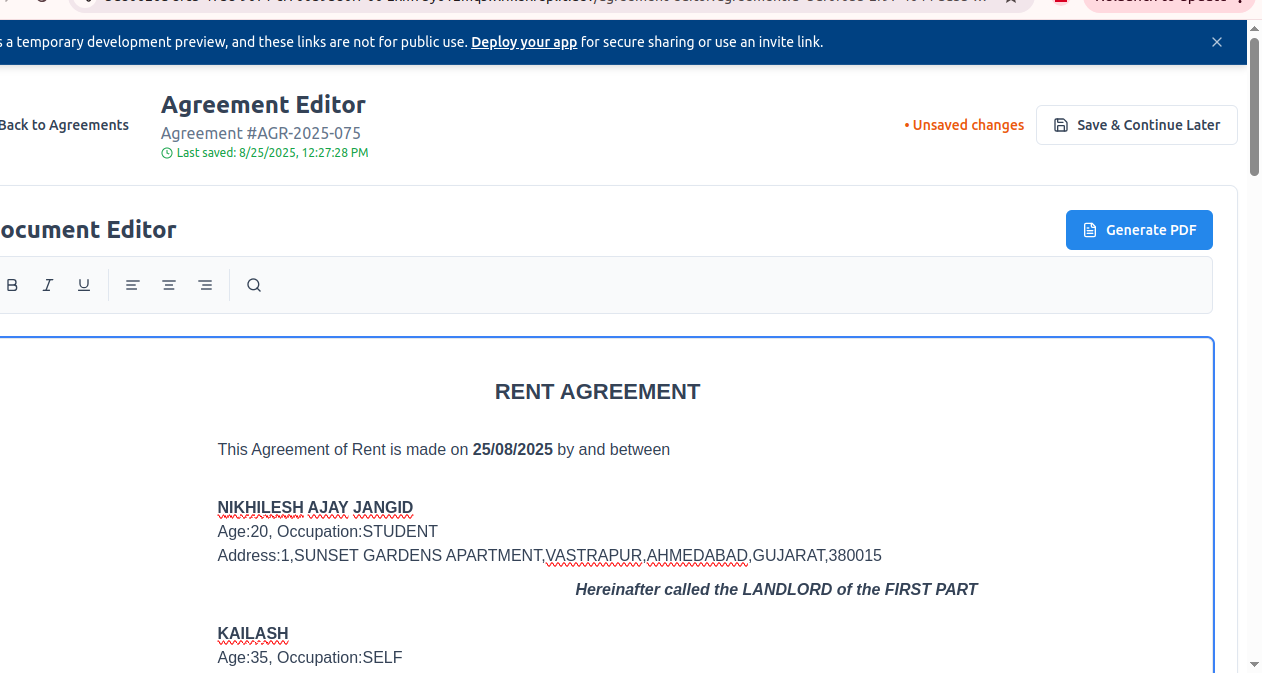 s a temporary development preview, and these links are not for public use. Deploy your app for secure sharing or use an invite link.
Agreement Editor
Back to Agreements
Agreement #AGR-2025-075
Last saved: 8/25/2025, 12:27:28 PM
• Unsaved changes
Save & Continue Later
ocument Editor
Generate PDF
B I U
RENT AGREEMENT
This Agreement of Rent is made on 25/08/2025 by and between
NIKHILESH AJAY JANGID
Age:20, Occupation:STUDENT
Address:1,SUNSET GARDENS APARTMENT,VASTRAPUR,AHMEDABAD,GUJARAT,380015
Hereinafter called the LANDLORD of the FIRST PART
KAILASH
Age:35, Occupation:SELF